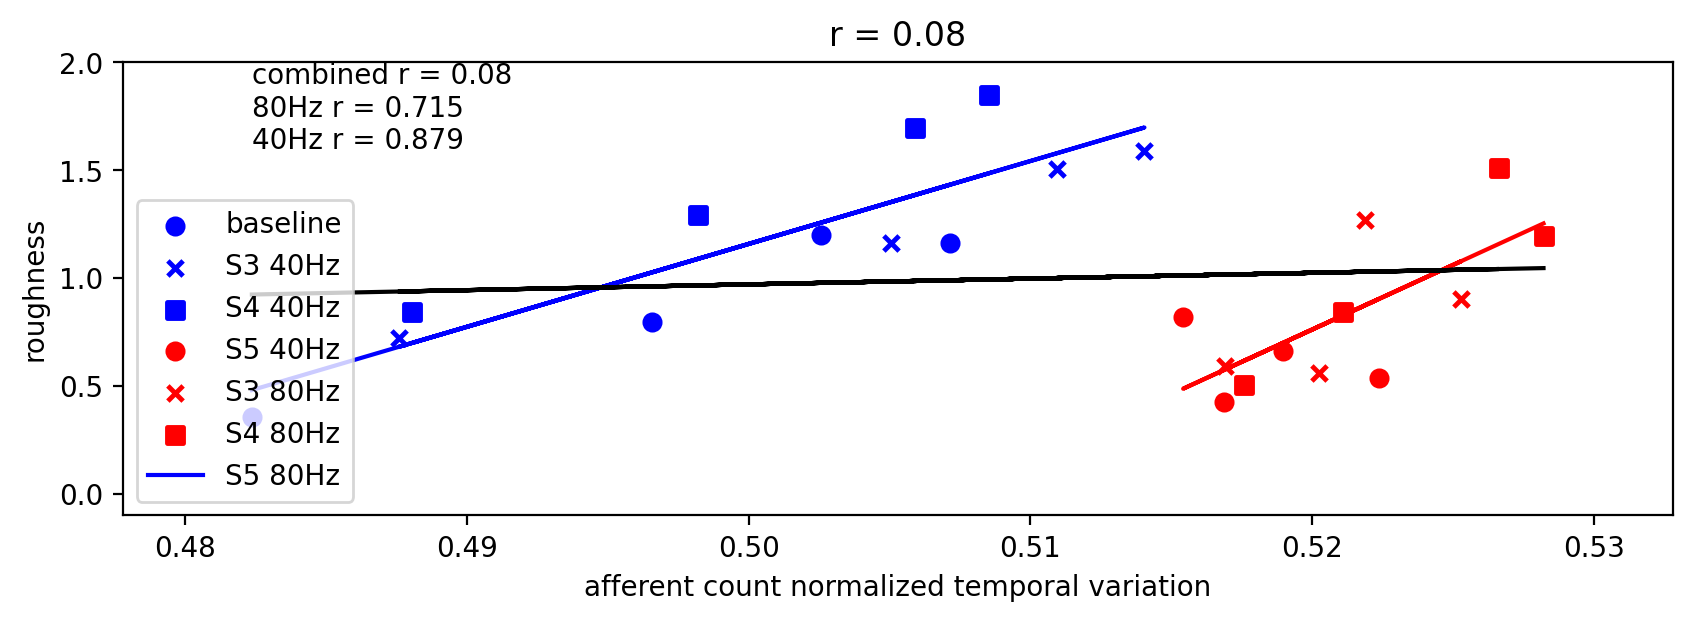 r = 0.08
combined r = 0.08
80Hz r = 0.715
40Hz r = 0.879
2.0
1.5
1.0
0.5
0.0
roughness
baseline
S3 40Hz
S4 40Hz
S5 40Hz
S3 80Hz
S4 80Hz
S5 80Hz
0.48 0.49 0.50 0.51 0.52 0.53
afferent count normalized temporal variation